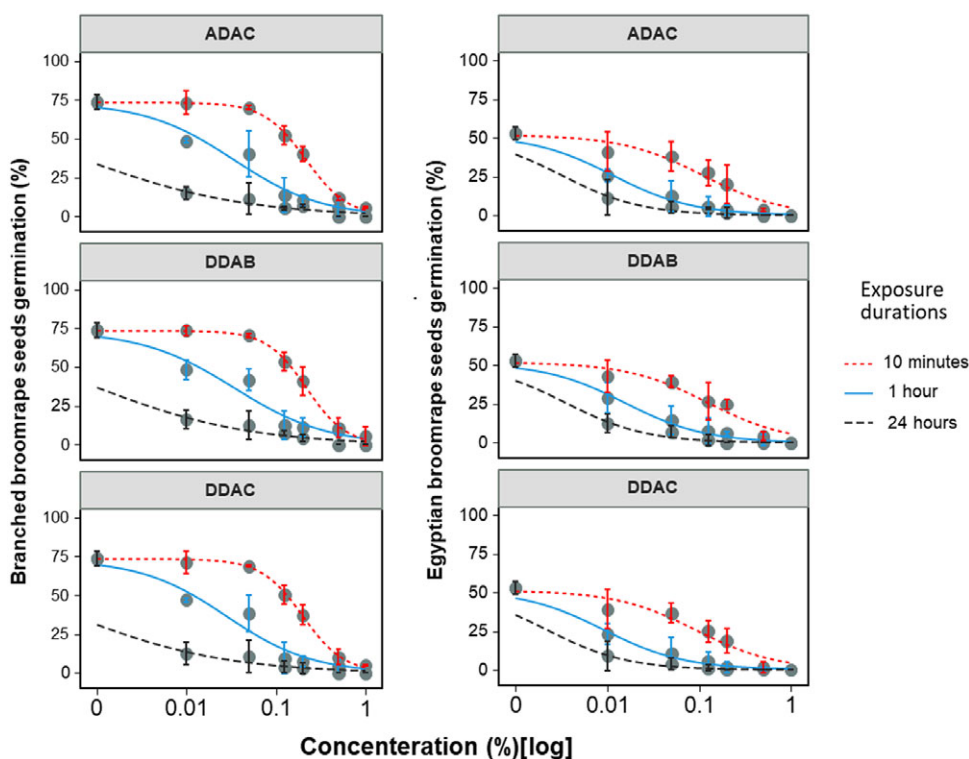 ADAC
100
75
50
25
0
DDAB
100
75
50
25
0
DDAC
100
75
50
25
0
0 0.01 0.1 1
Branched broomrape seeds germination (%)
ADAC
100
75
50
25
0
DDAB
100
75
50
25
0
DDAC
100
75
50
25
0
0 0.01 0.1 1
Egyptian broomrape seeds germination (%)
Concenteration (%)[log]
Exposure
durations
10 minutes
1 hour
24 hours